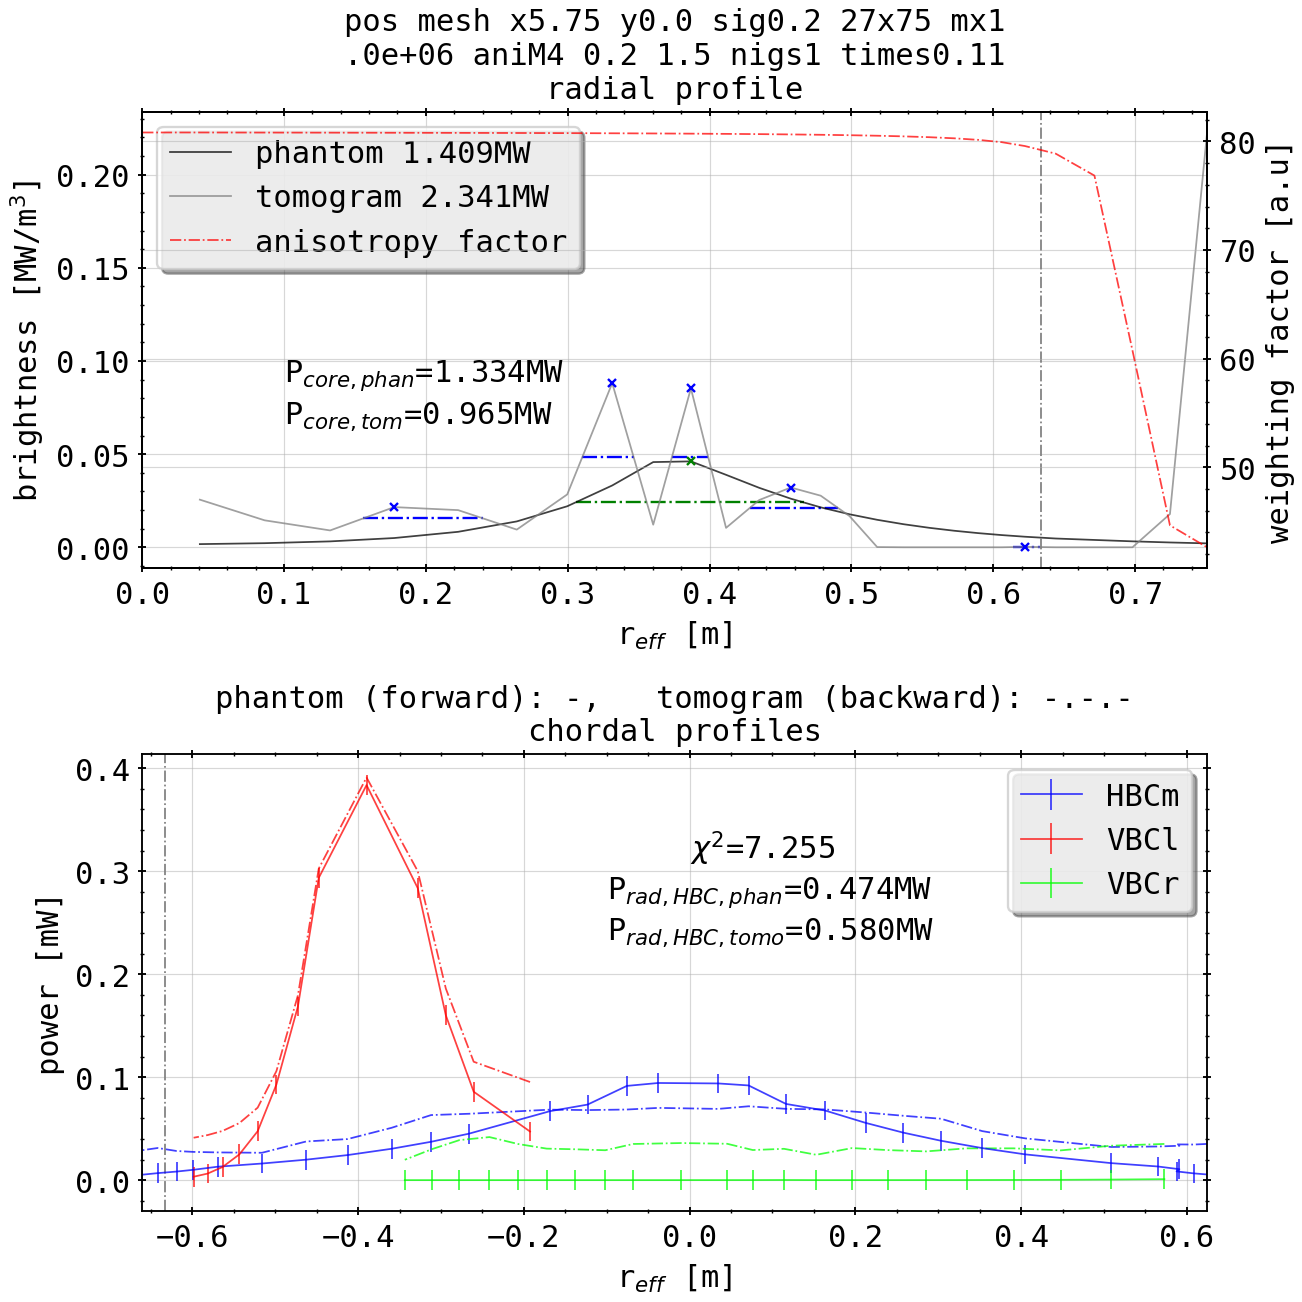 pos mesh x5.75 y0.0 sig0.2 27x75 mx1
.0e+06 aniM4 0.2 1.5 nigs1 times0.11
radial profile
brightness [MW/m³]
0.20
0.15
0.10
0.05
0.00
phantom 1.409MW
tomogram 2.341MW
anisotropy factor
P_core,phan=1.334MW
P_core,tom=0.965MW
80
70
60
50
weighting factor [a.u]
0.0 0.1 0.2 0.3 0.4 0.5 0.6 0.7
r_eff [m]
phantom (forward): -,   tomogram (backward): -.-.-
chordal profiles
power [mW]
0.4
0.3
0.2
0.1
0.0
χ²=7.255
P_rad,HBC,phan=0.474MW
P_rad,HBC,tomo=0.580MW
HBCm
VBCl
VBCr
−0.6 −0.4 −0.2 0.0 0.2 0.4 0.6
r_eff [m]